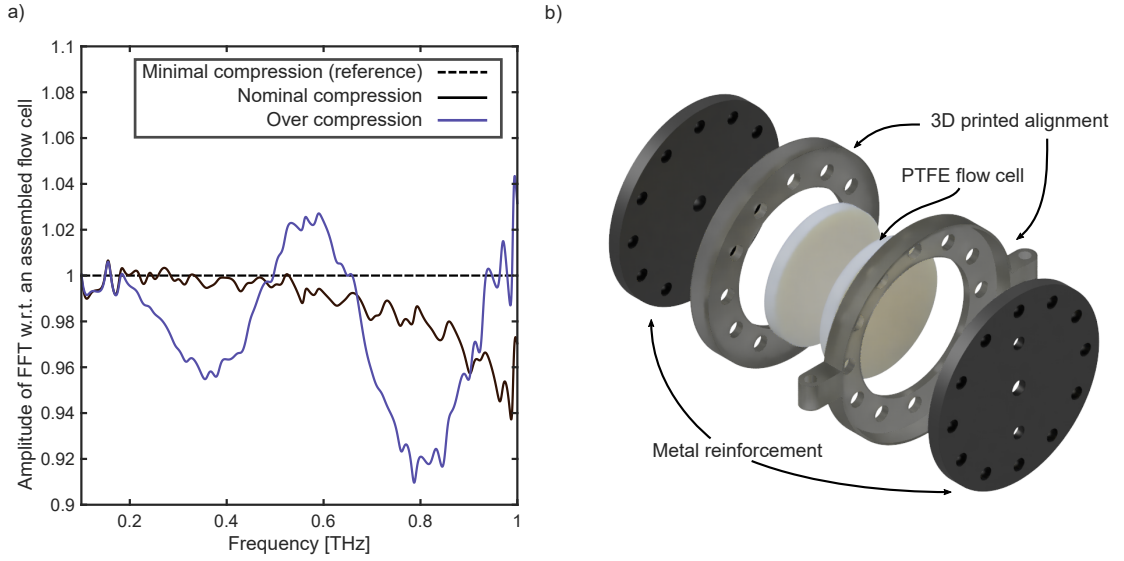 a)
Amplitude of FFT w.r.t. an assembled flow cell
1.1
1.08
1.06
1.04
1.02
1
0.98
0.96
0.94
0.92
0.9
Minimal compression (reference)
Nominal compression
Over compression
0.2
0.4
0.6
0.8
1
Frequency [THz]
b)
3D printed alignment
PTFE flow cell
Metal reinforcement